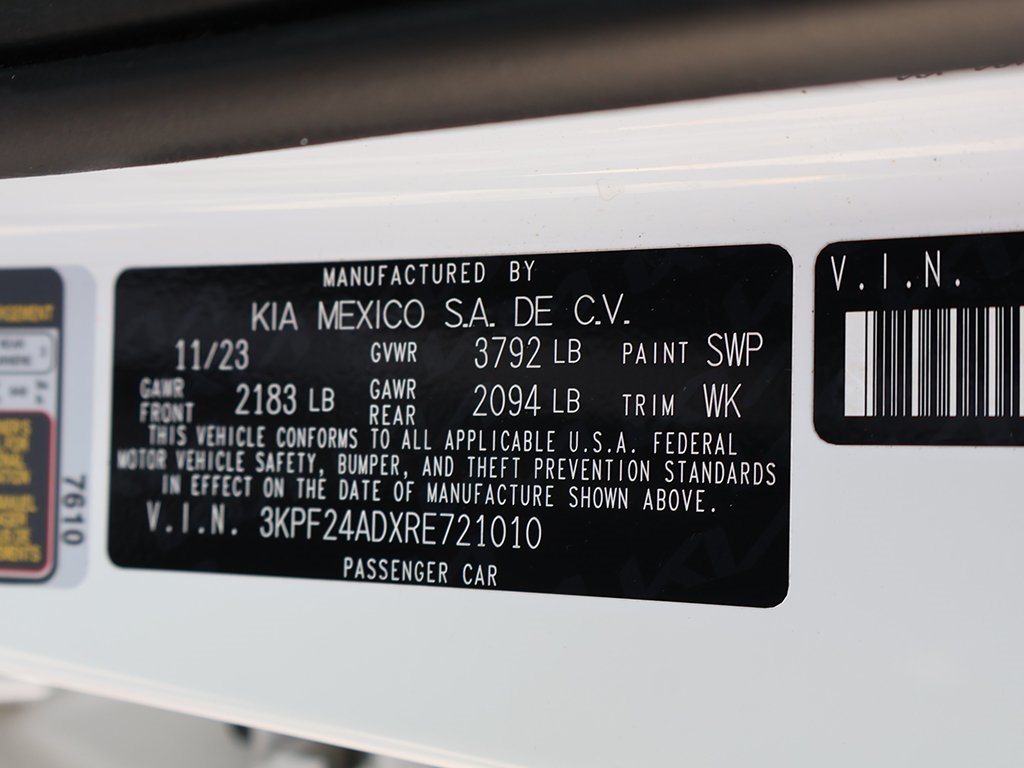 MANUFACTURED BY
KIA MEXICO S.A. DE C.V.
11/23 GVWR 3792 LB PAINT SWP
GAWR FRONT 2183 LB GAWR REAR 2094 LB TRIM WK
THIS VEHICLE CONFORMS TO ALL APPLICABLE U.S.A. FEDERAL
MOTOR VEHICLE SAFETY, BUMPER, AND THEFT PREVENTION STANDARDS
IN EFFECT ON THE DATE OF MANUFACTURE SHOWN ABOVE.
V.I.N. 3KPF24ADXRE721010
PASSENGER CAR
V.I.N.
7610